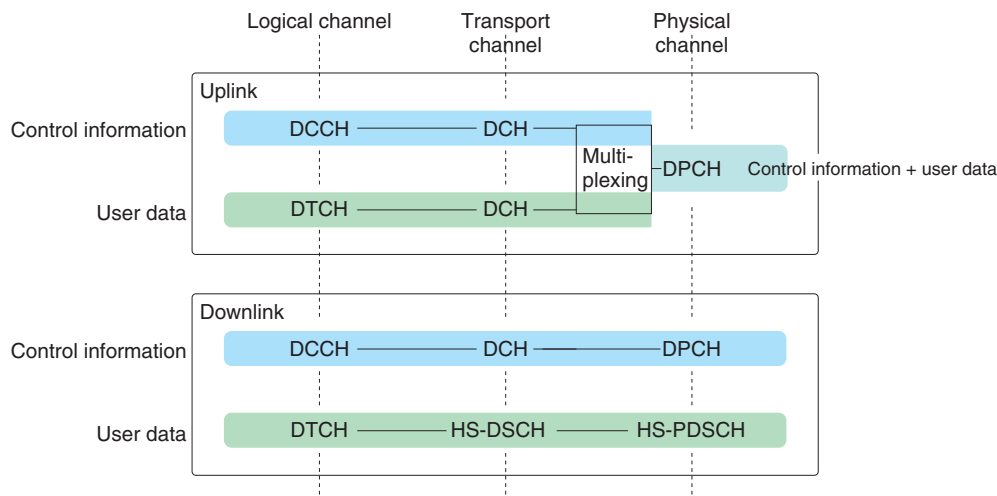 Logical channel
Transport
channel
Physical
channel
Uplink
Control information
DCCH
DCH
Multi-
plexing
DPCH
Control information + user data
User data
DTCH
DCH
Downlink
Control information
DCCH
DCH
DPCH
User data
DTCH
HS-DSCH
HS-PDSCH